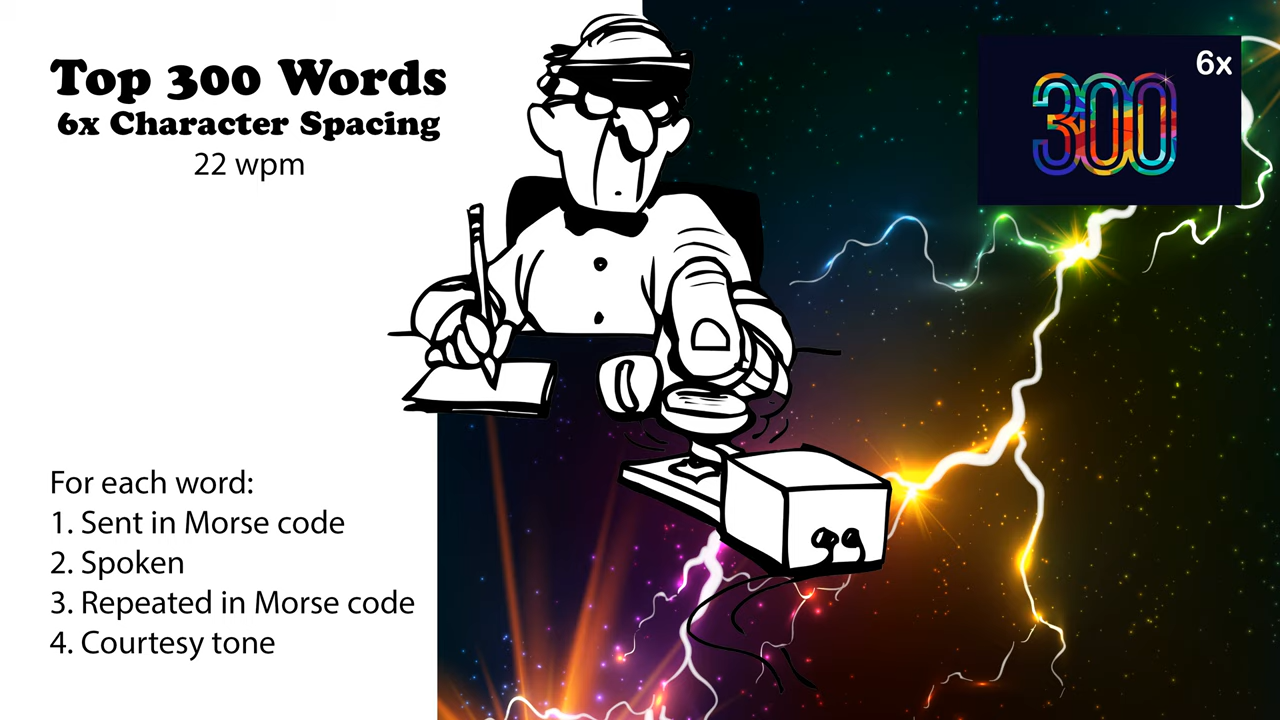 Top 300 Words
6x Character Spacing
22 wpm
6x
300
For each word:
1. Sent in Morse code
2. Spoken
3. Repeated in Morse code
4. Courtesy tone